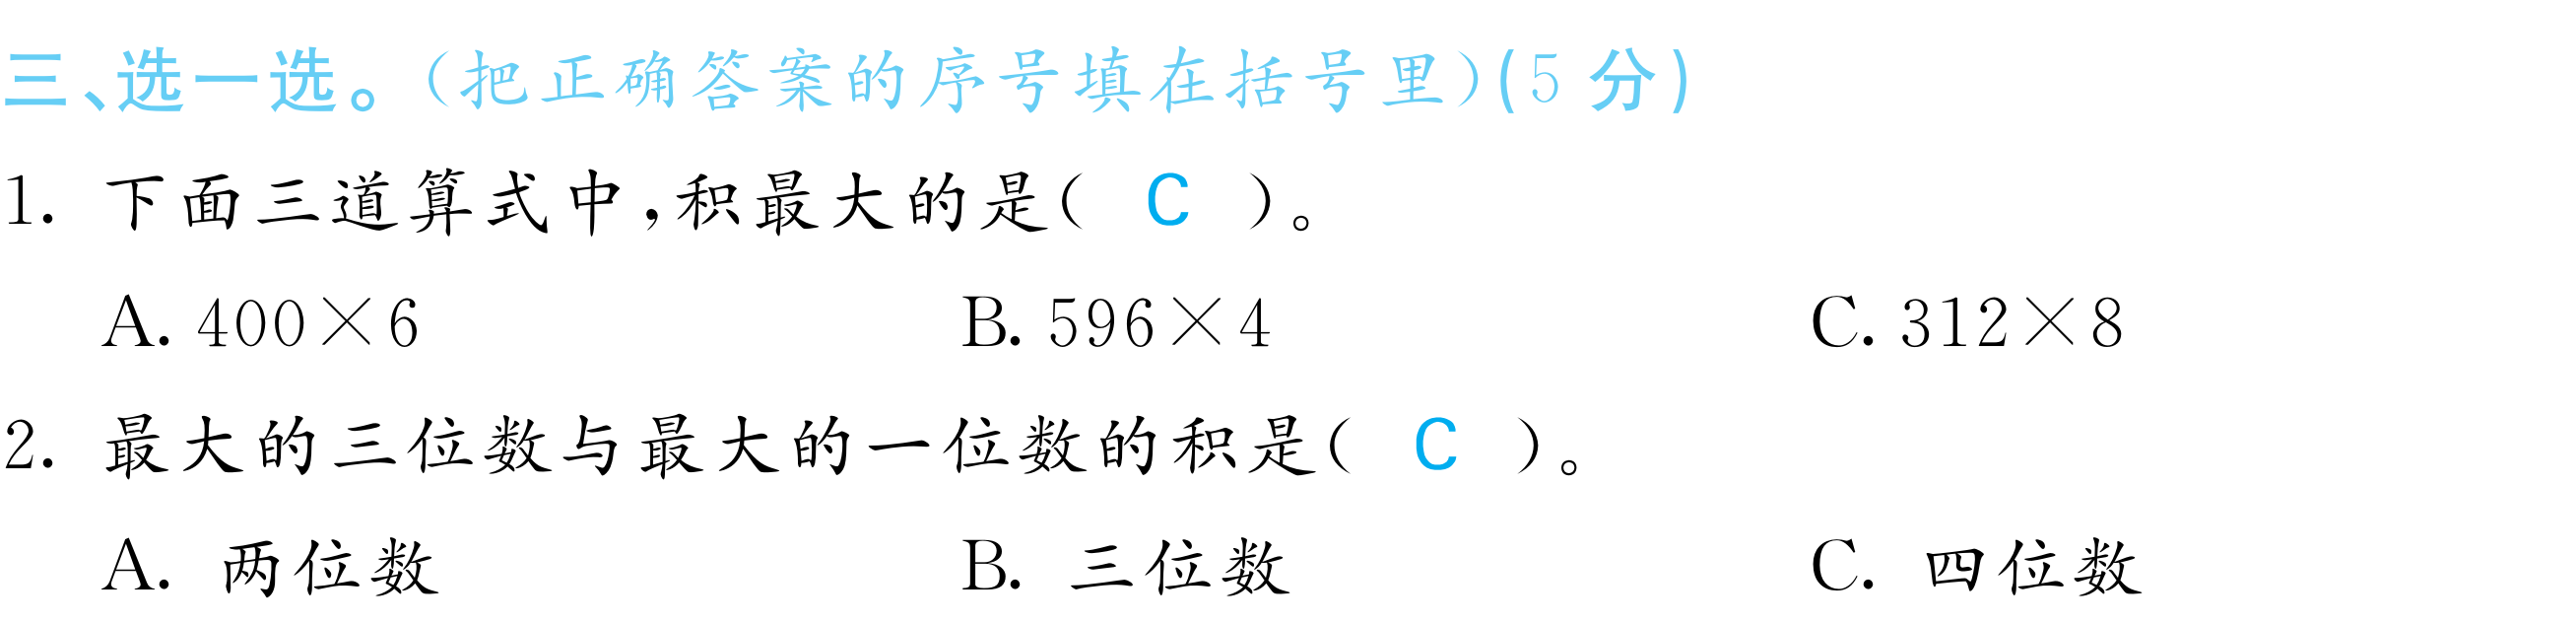 三、选一选。(把正确答案的序号填在括号里)(5 分)
1. 下面三道算式中,积最大的是( C )。
A. 400×6 B. 596×4 C. 312×8
2. 最大的三位数与最大的一位数的积是( C )。
A. 两位数 B. 三位数 C. 四位数